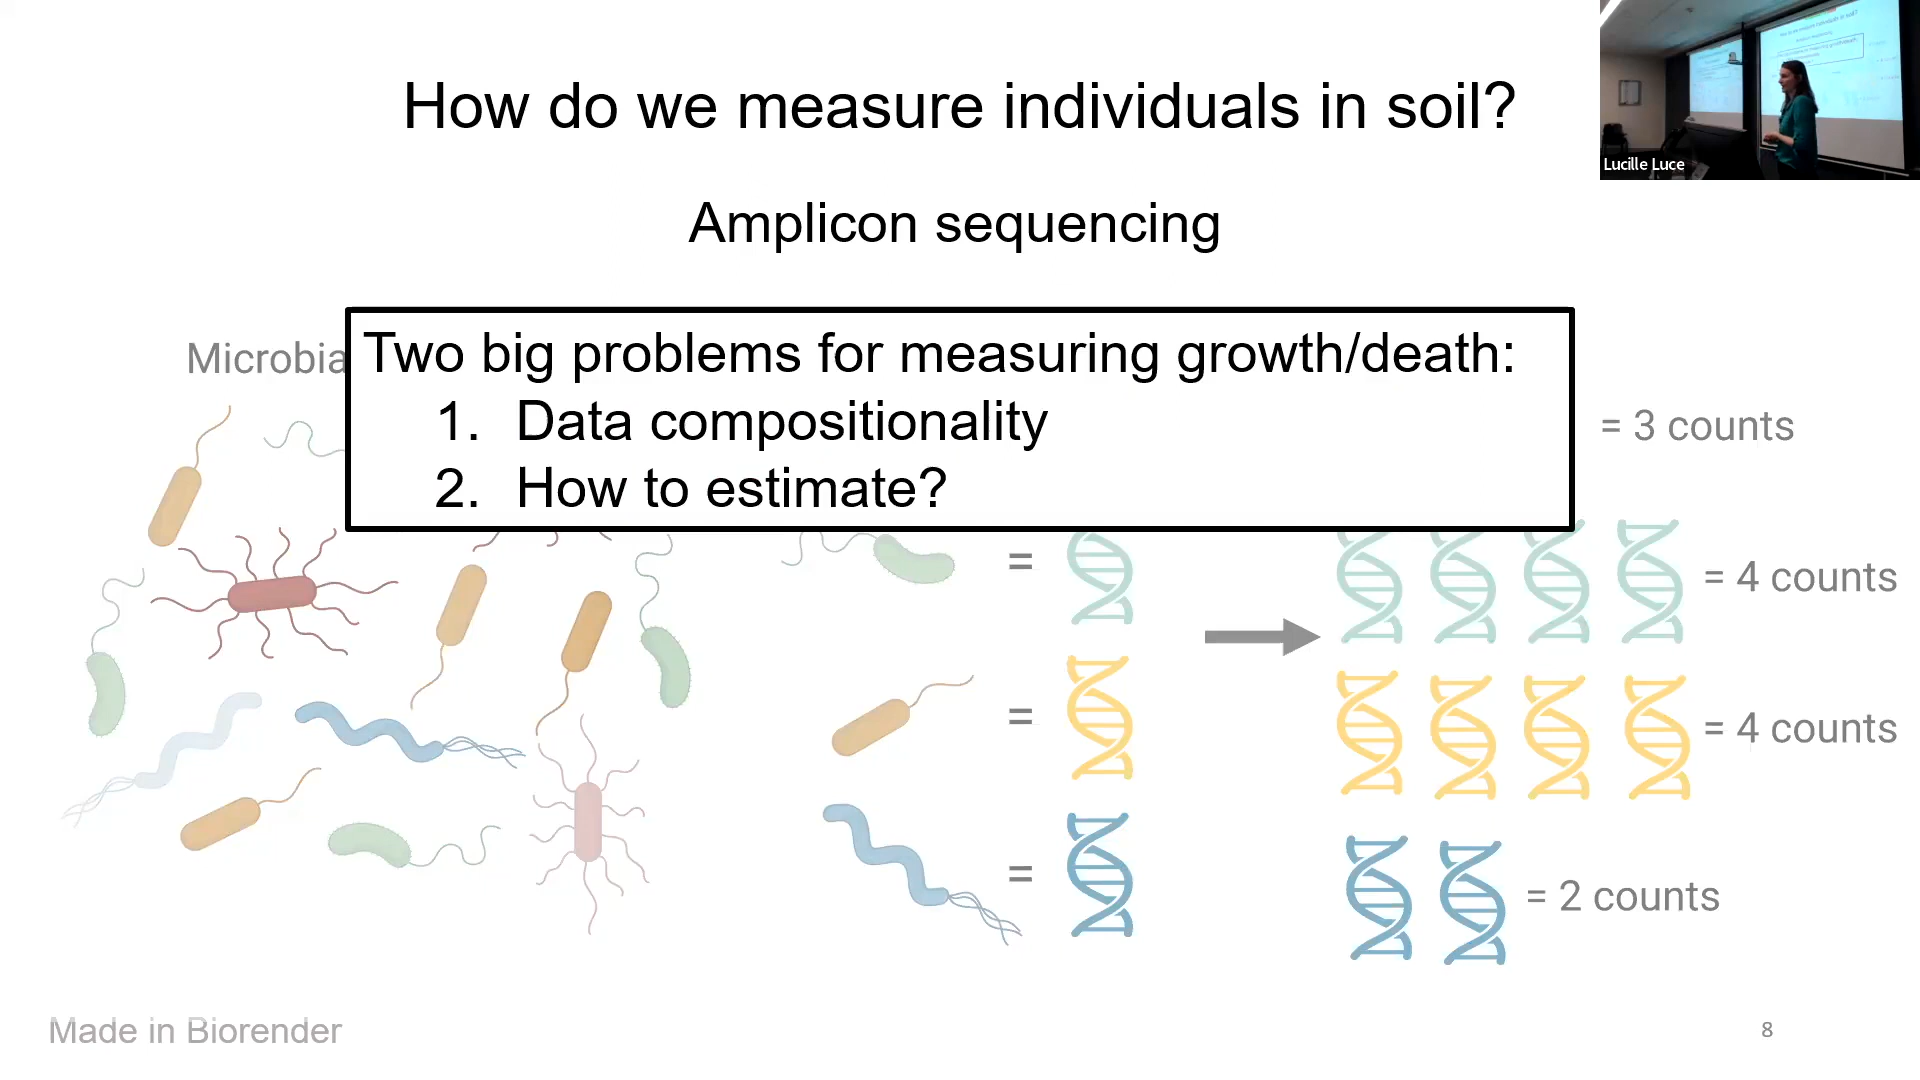 How do we measure individuals in soil?
Lucille Luce
Amplicon sequencing
Microbia
Two big problems for measuring growth/death:
1. Data compositionality
2. How to estimate?
= 3 counts
=
= 4 counts
=
= 4 counts
=
= 2 counts
Made in Biorender
8